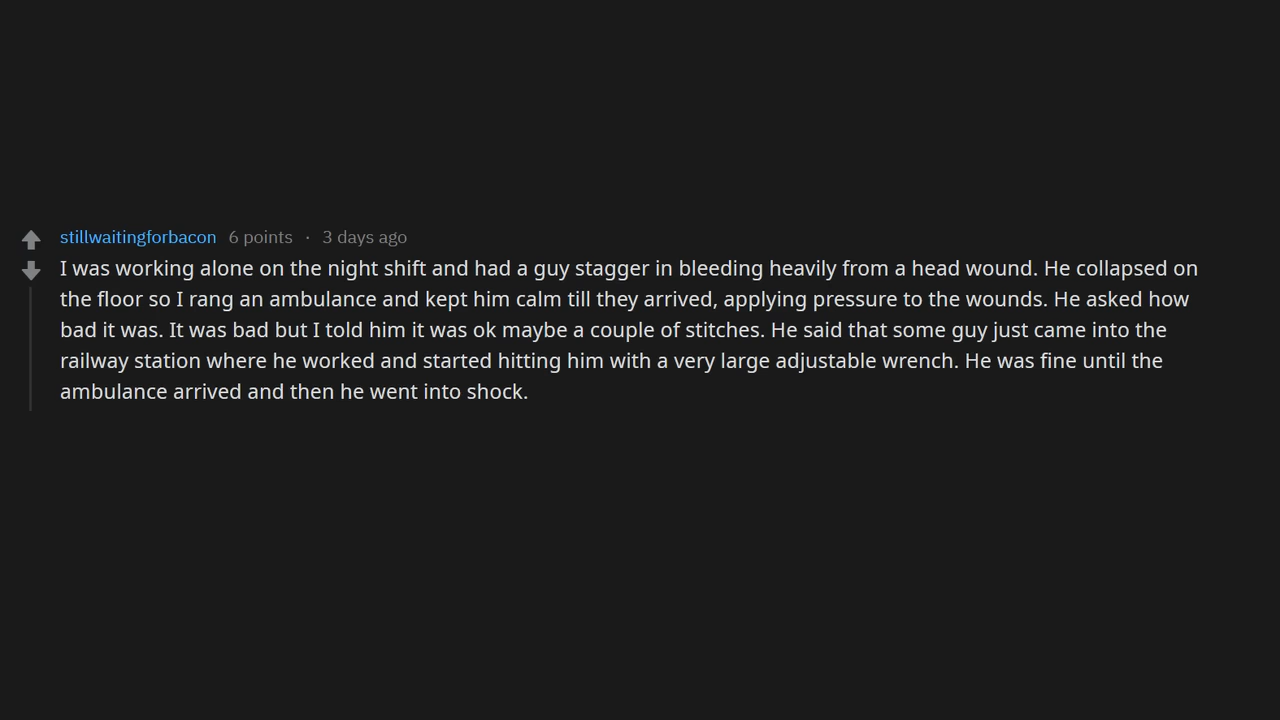 stillwaitingforbacon 6 points · 3 days ago
I was working alone on the night shift and had a guy stagger in bleeding heavily from a head wound. He collapsed on
the floor so I rang an ambulance and kept him calm till they arrived, applying pressure to the wounds. He asked how
bad it was. It was bad but I told him it was ok maybe a couple of stitches. He said that some guy just came into the
railway station where he worked and started hitting him with a very large adjustable wrench. He was fine until the
ambulance arrived and then he went into shock.